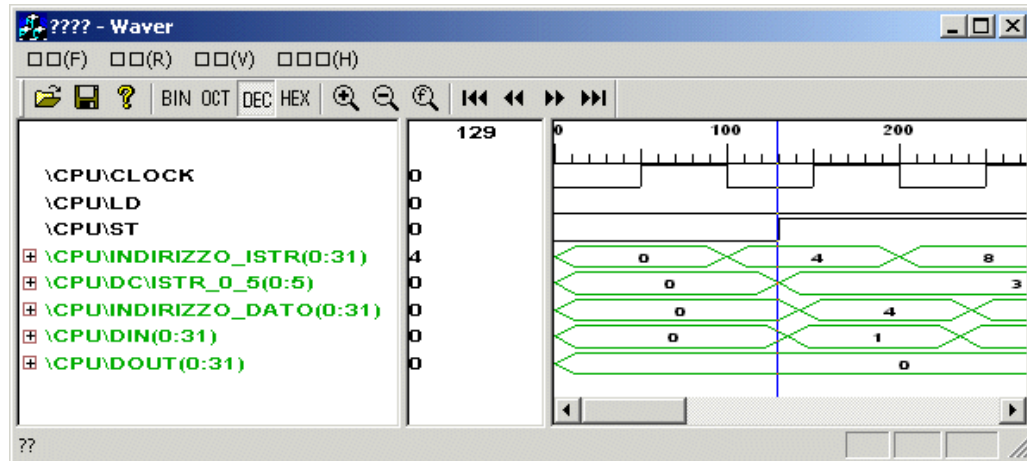 ???? - Waver
□□(F) □□(R) □□(V) □□□(H)
BIN OCT DEC HEX
129 0 100 200
\CPU\CLOCK 0
\CPU\LD 0
\CPU\ST 0
\CPU\INDIRIZZO_ISTR(0:31) 4 0 4 8
\CPU\DC\ISTR_0_5(0:5) 0 0 3
\CPU\INDIRIZZO_DATO(0:31) 0 0 4
\CPU\DIN(0:31) 0 0 1
\CPU\DOUT(0:31) 0 0
??